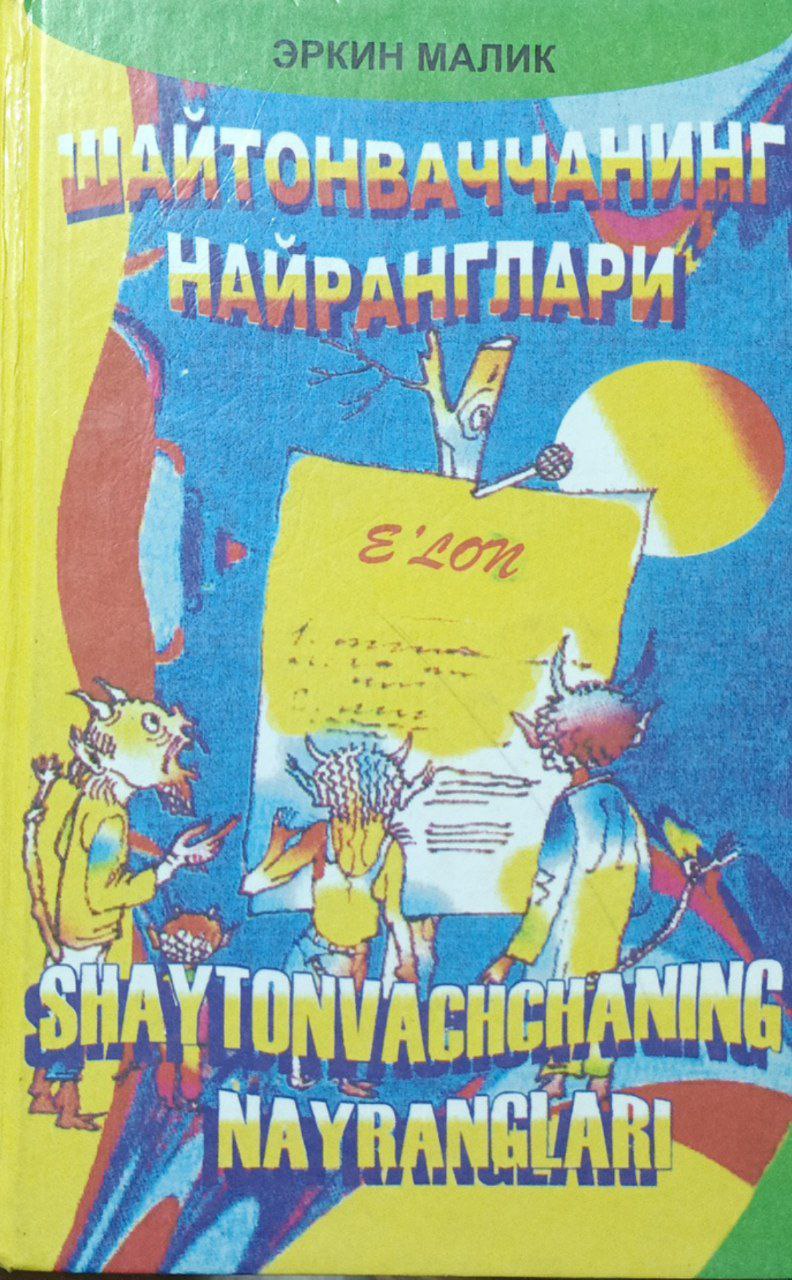 ЭРКИН МАЛИК
ШАЙТОНВАЧЧАНИНГ
НАЙРАНГЛАРИ
E'LON
SHAYTONVACHCHANING
NAYRANGLARI